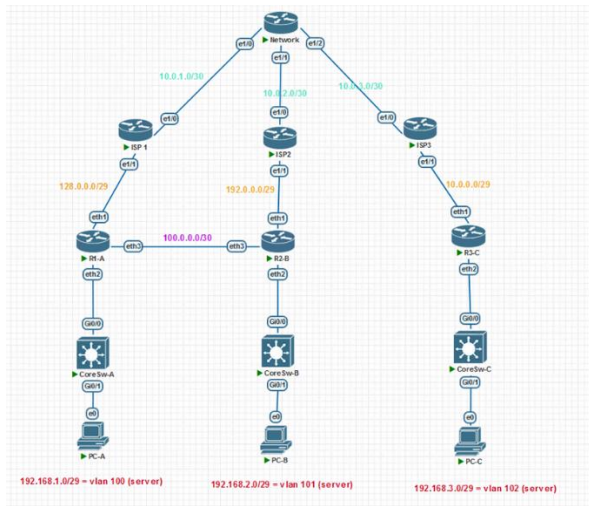 Network
e1/0
e1/2
e1/1
10.0.1.0/30
10.0.2.0/30
10.0.3.0/30
e1/0
e1/0
e1/0
ISP 1
ISP2
ISP3
e1/1
e1/1
e1/1
128.0.0.0/29
192.0.0.0/29
10.0.0.0/29
eth1
eth1
eth1
100.0.0.0/30
eth3
eth3
R1-A
R2-B
R3-C
eth2
eth2
eth2
Gi0/0
Gi0/0
Gi0/0
CoreSw-A
CoreSw-B
CoreSw-C
Gi0/1
Gi0/1
Gi0/1
e0
e0
e0
PC-A
PC-B
PC-C
192.168.1.0/29 = vlan 100 (server)
192.168.2.0/29 = vlan 101 (server)
192.168.3.0/29 = vlan 102 (server)